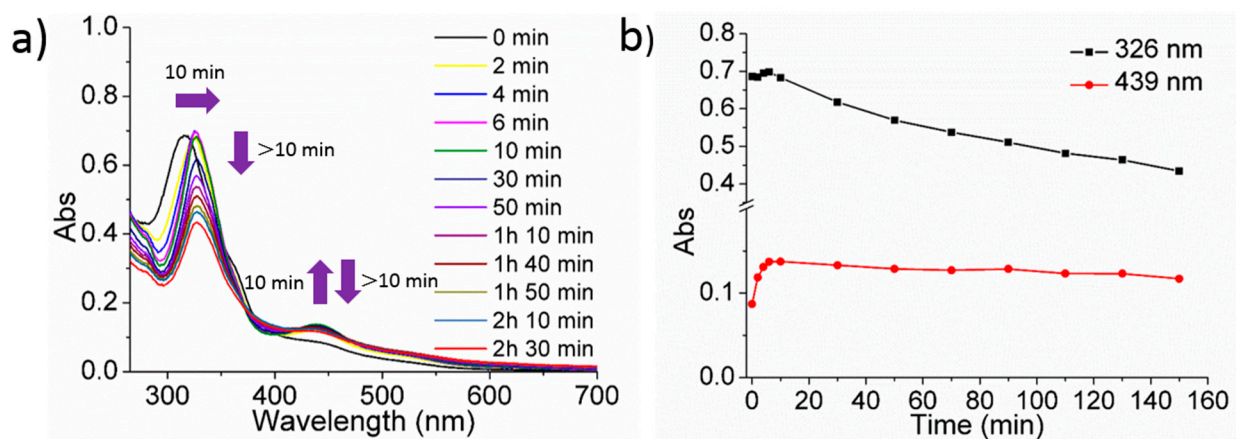 a)
Abs
1.0
0.8
0.6
0.4
0.2
0.0
300
400
500
600
700
Wavelength (nm)
10 min
>10 min
10 min
>10 min
0 min
2 min
4 min
6 min
10 min
30 min
50 min
1h 10 min
1h 40 min
1h 50 min
2h 10 min
2h 30 min
b)
Abs
0.8
0.7
0.6
0.5
0.4
0.1
0.0
0
20
40
60
80
100
120
140
160
Time (min)
326 nm
439 nm